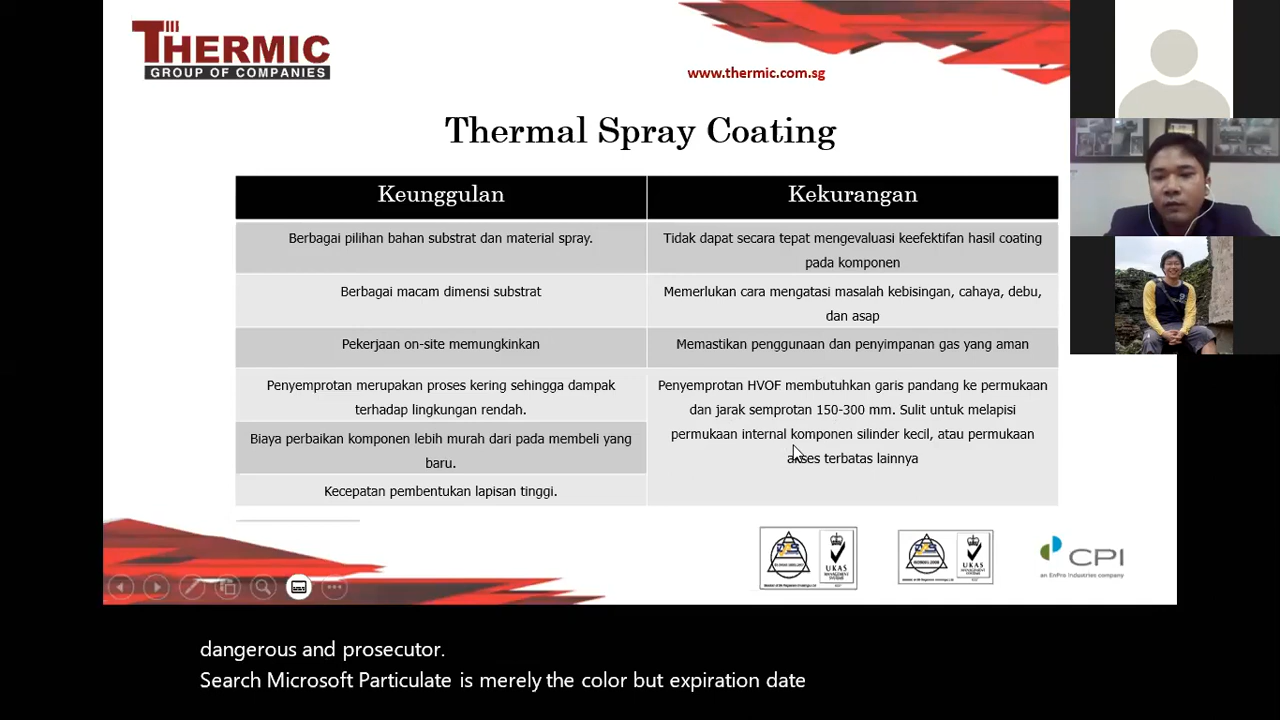 THERMIC
GROUP OF COMPANIES
www.thermic.com.sg
Thermal Spray Coating
Keunggulan
Kekurangan
Berbagai pilihan bahan substrat dan material spray.
Tidak dapat secara tepat mengevaluasi keefektifan hasil coating
pada komponen
Berbagai macam dimensi substrat
Memerlukan cara mengatasi masalah kebisingan, cahaya, debu,
dan asap
Pekerjaan on-site memungkinkan
Memastikan penggunaan dan penyimpanan gas yang aman
Penyemprotan merupakan proses kering sehingga dampak
terhadap lingkungan rendah.
Penyemprotan HVOF membutuhkan garis pandang ke permukaan
dan jarak semprotan 150-300 mm. Sulit untuk melapisi
permukaan internal komponen silinder kecil, atau permukaan
akses terbatas lainnya
Biaya perbaikan komponen lebih murah dari pada membeli yang
baru.
Kecepatan pembentukan lapisan tinggi.
UKAS
MANAGEMENT
SYSTEMS
UKAS
MANAGEMENT
SYSTEMS
CPI
an EnPro Industries company
dangerous and prosecutor.
Search Microsoft Particulate is merely the color but expiration date